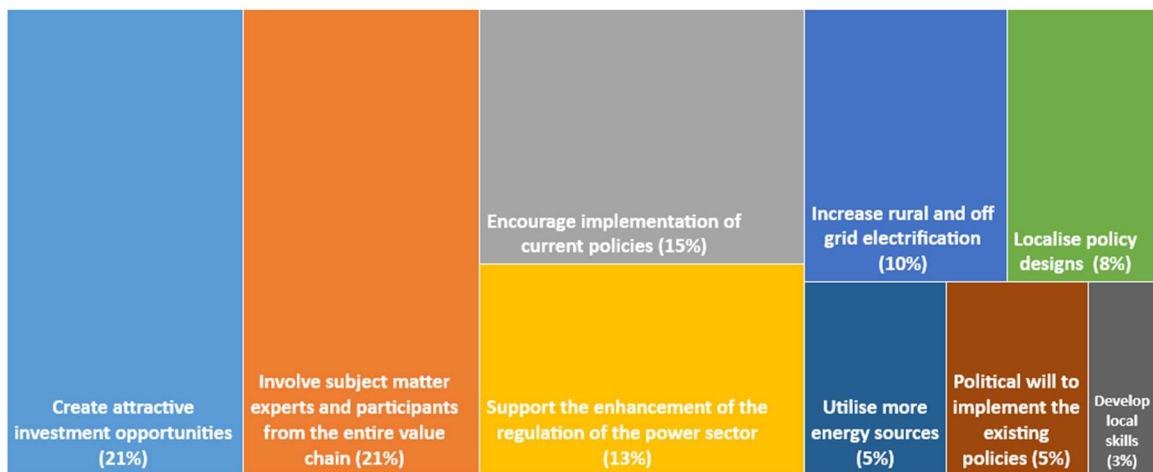 Create attractive
investment opportunities
(21%)
Involve subject matter
experts and participants
from the entire value
chain (21%)
Encourage implementation of
current policies (15%)
Support the enhancement of the
regulation of the power sector
(13%)
Increase rural and off
grid electrification
(10%)
Localise policy
designs (8%)
Utilise more
energy sources
(5%)
Political will to
implement the
existing
policies (5%)
Develop
local
skills
(3%)